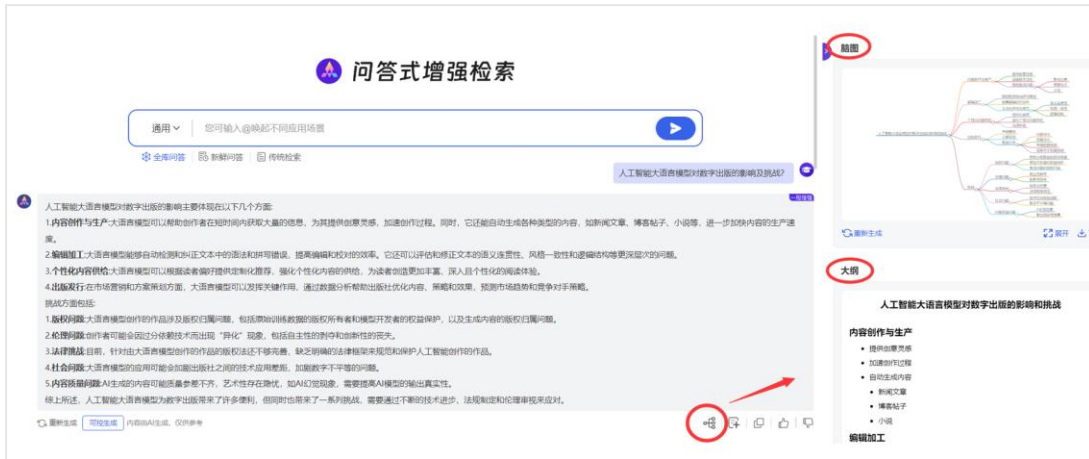 问答式增强检索
通用
您可输入@唤起不同应用场景
全库问答
新鲜问答
传统检索
人工智能大语言模型对数字出版的影响及挑战?
人工智能大语言模型对数字出版的影响主要体现在以下几个方面:
1.内容创作与生产:大语言模型可以帮助创作者在短时间内获取大量的信息、为其提供创意灵感,加速创作过程。同时,它还能自动生成各种类型的内容,如新闻文章、博客帖子、小说等,进一步加快内容的生产速
度。
2.编辑加工:大语言模型能够自动检测和纠正文本中的语法和拼写错误,提高编辑和校对的效率。它还可以评估和修正文本的语义连贯性、风格一致性和逻辑结构等更深层次的问题。
3.个性化内容供给:大语言模型可以根据读者偏好提供定制化推荐,强化个性化内容的供给,为读者创造更加丰富、深入且个性化的阅读体验。
4.出版发行:在市场营销和方案策划方面,大语言模型可以发挥关键作用,通过数据分析帮助出版社优化内容、策略和效果,预测市场趋势和竞争对手策略。
挑战方面包括:
1.版权问题:大语言模型创作的作品涉及版权归属问题,包括原始训练数据的版权所有者和模型开发者的权益保护,以及生成内容的版权归属问题。
2.伦理问题:创作者可能会因过分依赖技术而出现“异化”现象,包括自主性的剥夺和创新性的丧失。
3.法律挑战:目前,针对由大语言模型创作的作品的版权法还不够完善,缺乏明确的法律框架来规范和保护人工智能创作的作品。
4.社会问题:大语言模型的应用可能会加剧出版社之间的技术应用差距,加剧数字不平等的问题。
5.内容质量问题:AI生成的内容可能质量参差不齐,艺术性存在隐忧,如AI幻觉现象,需要提高AI模型的输出真实性。
综上所述,人工智能大语言模型为数字出版带来了许多便利,但同时也带来了一系列挑战,需要通过不断的技术进步、法规制定和伦理审视来应对。
重新生成
可控生成
内容由AI生成,仅供参考
脑图
重新生成
展开
大纲
人工智能大语言模型对数字出版的影响和挑战
内容创作与生产
提供创意灵感
加速创作过程
自动生成内容
新闻文章
博客帖子
小说
编辑加工